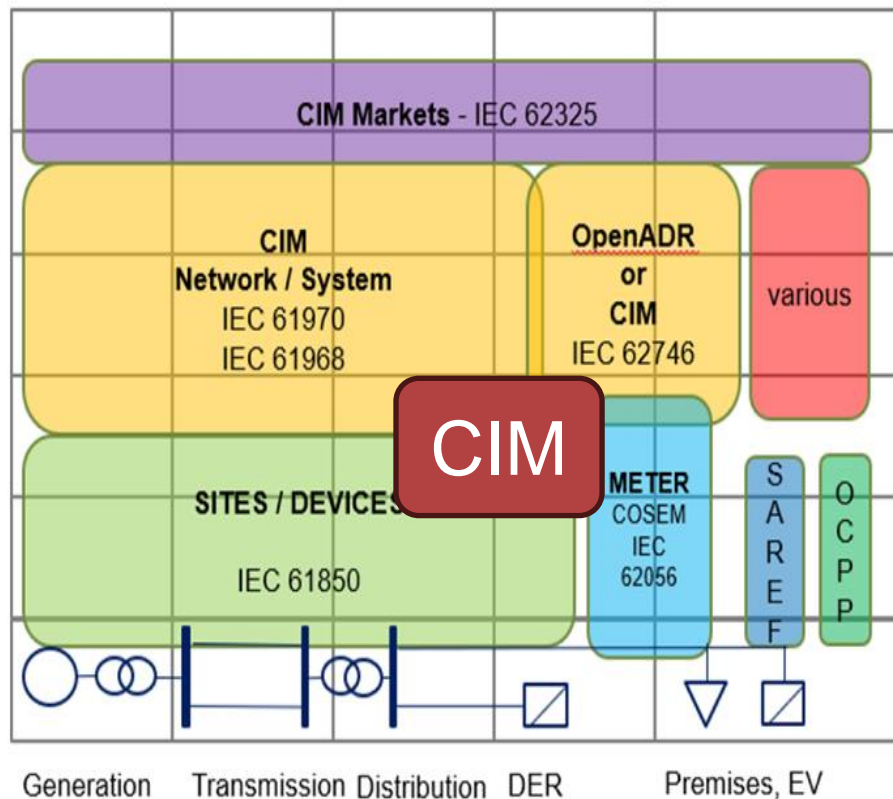 CIM Markets - IEC 62325
CIM
Network / System
IEC 61970
IEC 61968
OpenADR
or
CIM
IEC 62746
various
CIM
SITES / DEVICES
IEC 61850
METER
COSEM
IEC
62056
S
A
R
E
F
O
C
P
P
Generation Transmission Distribution DER Premises, EV